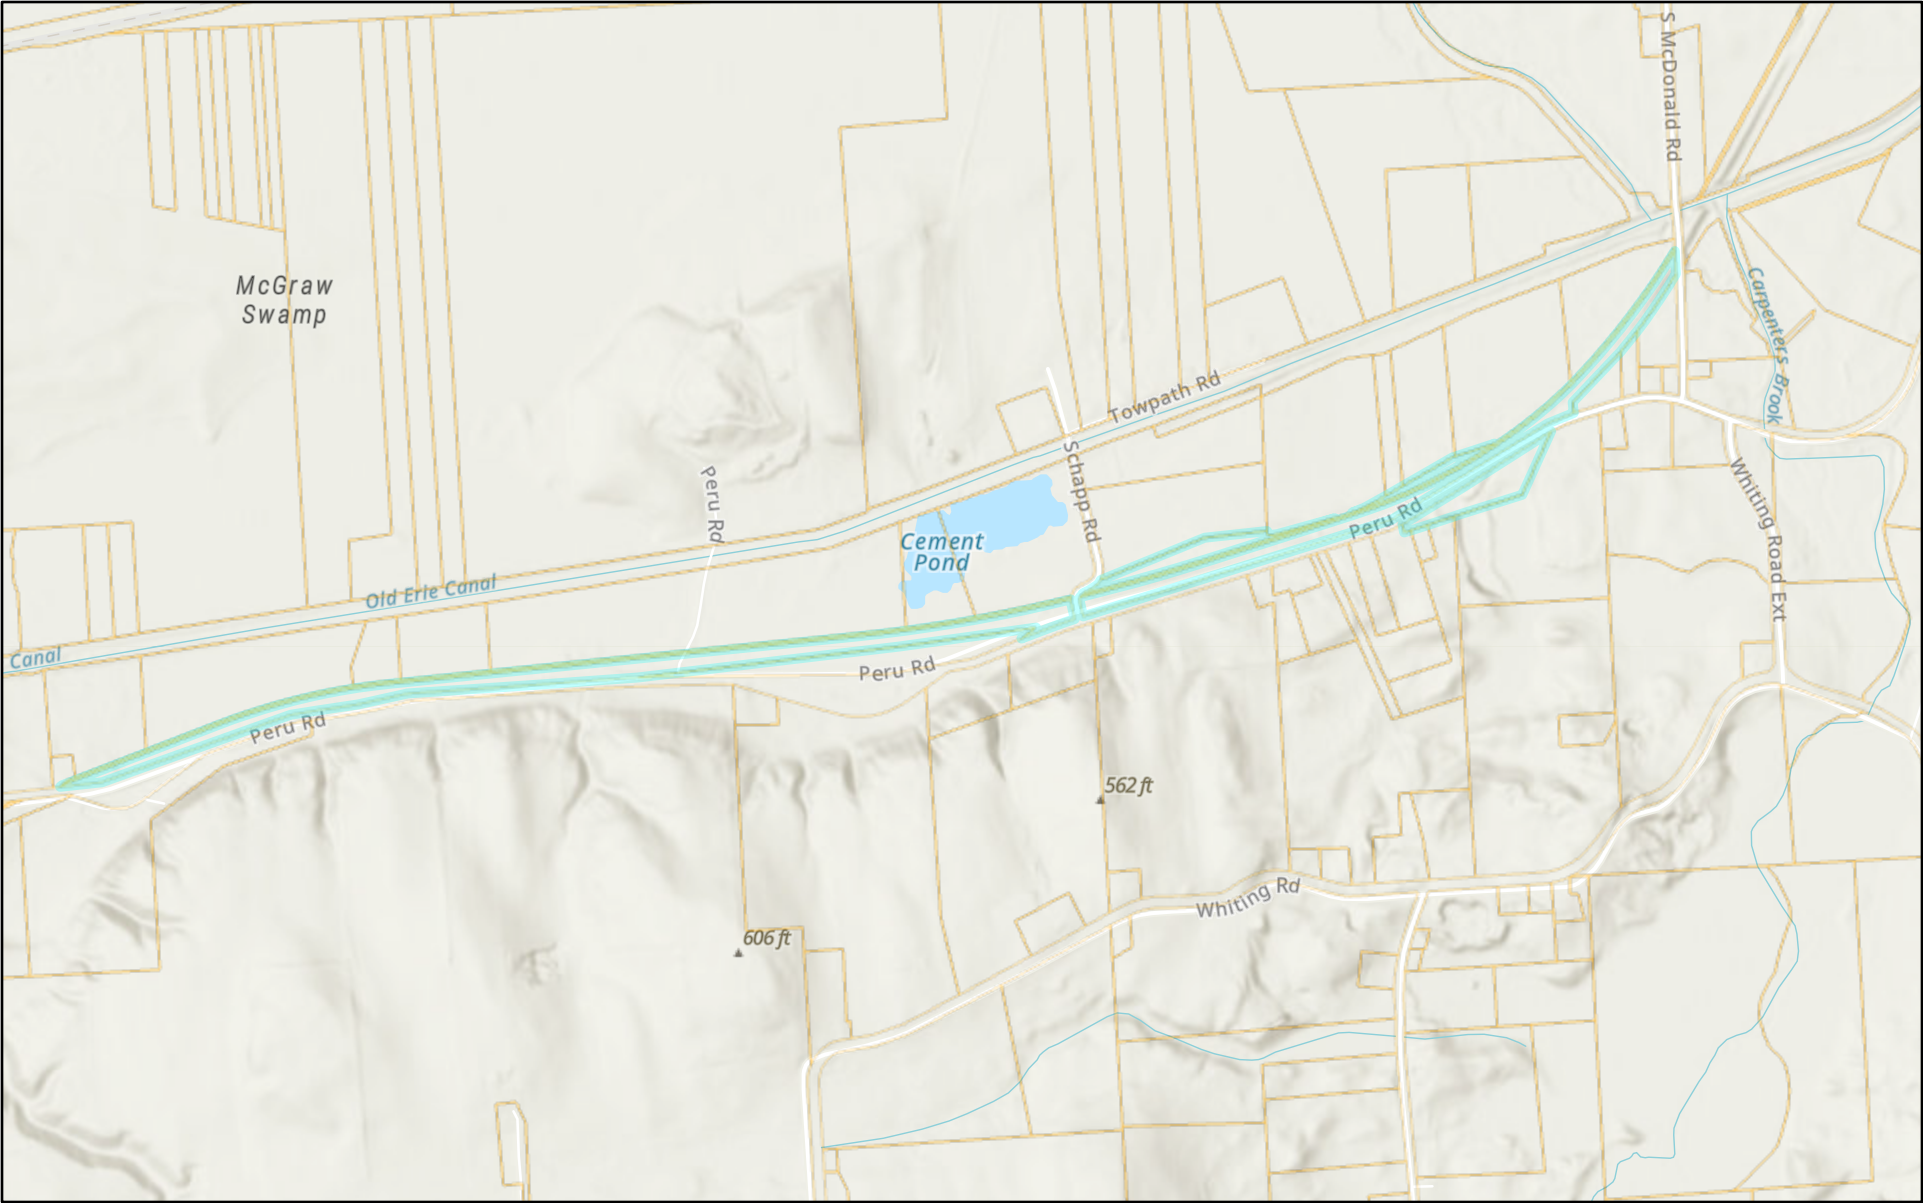 S McDonald Rd
McGraw
Swamp
Carpenters Brook
Towpath Rd
Schapp Rd
Peru Rd
Whiting Road Ext
Peru Rd
Cement
Pond
Old Erie Canal
Canal
Peru Rd
Peru Rd
562 ft
Whiting Rd
606 ft